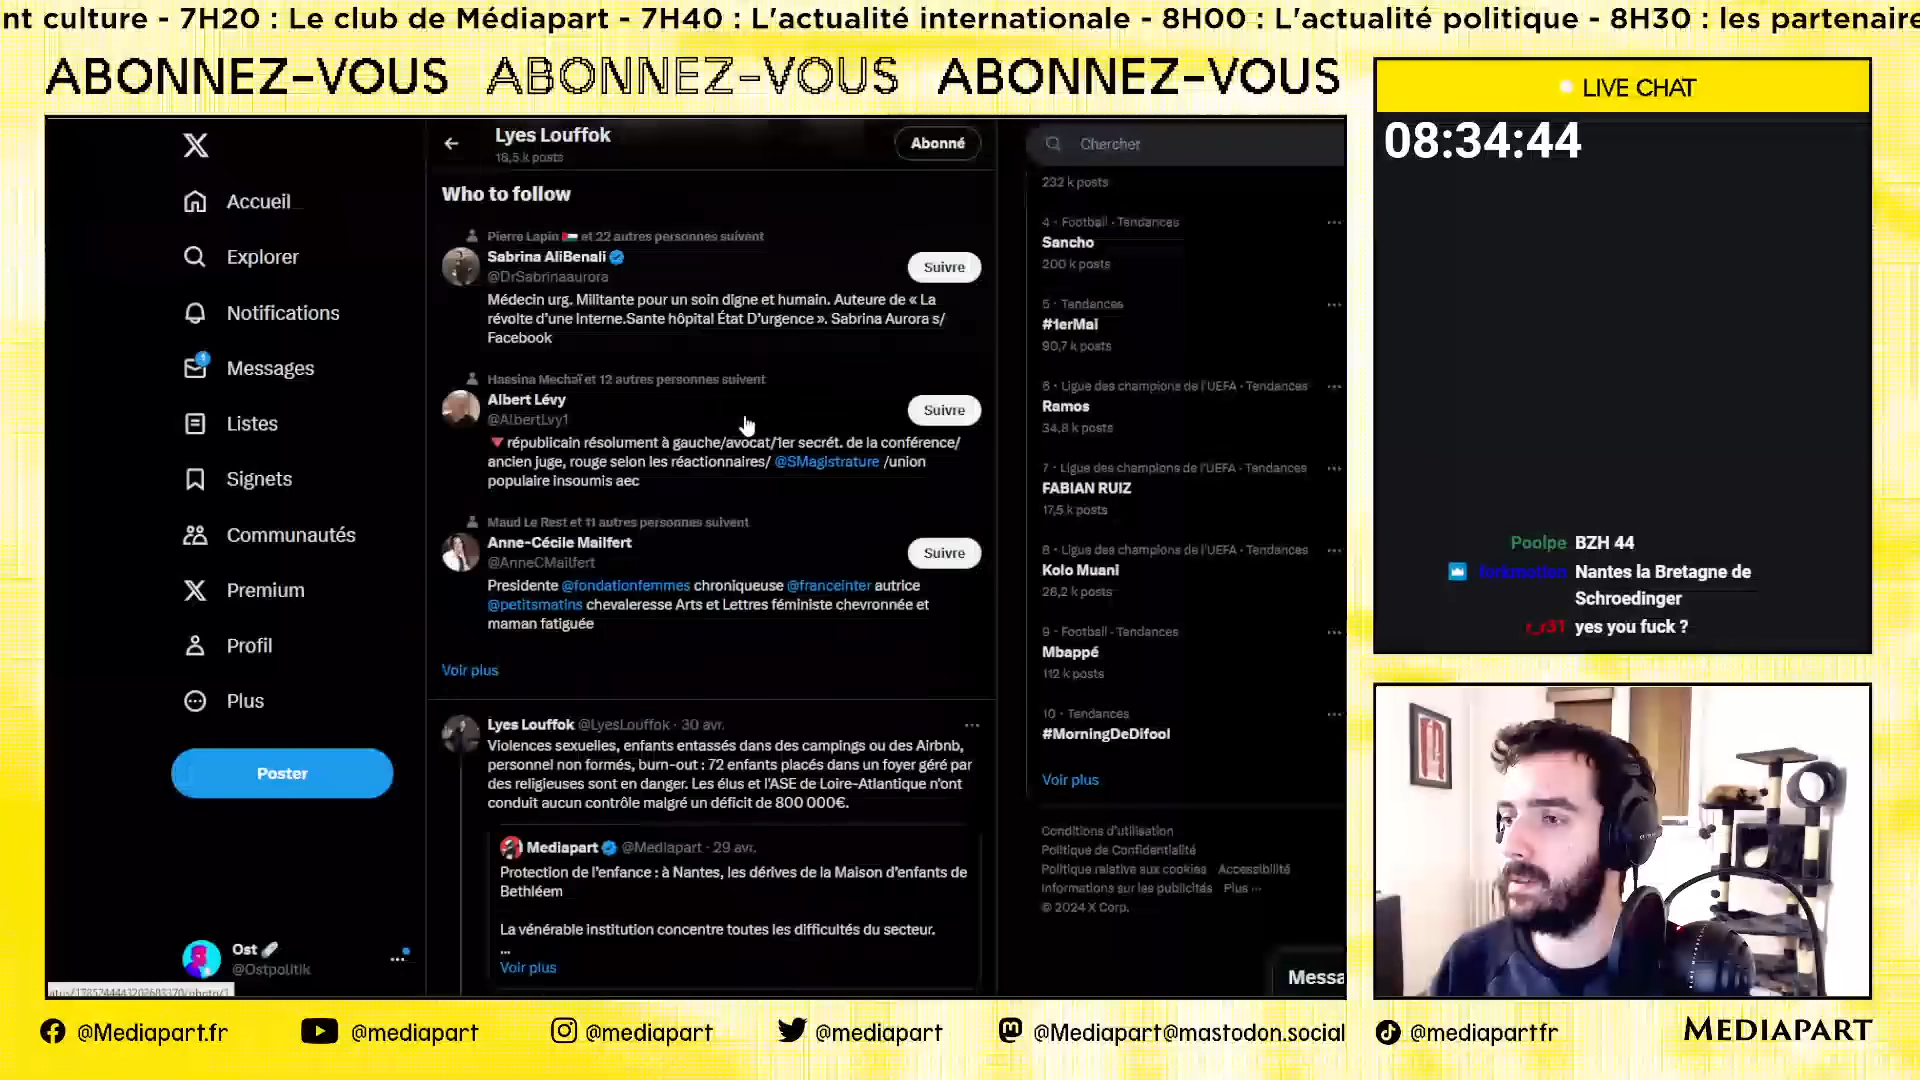 nt culture - 7H20 : Le club de Médiapart - 7H40 : L'actualité internationale - 8H00 : L'actualité politique - 8H30 : les partenaire
ABONNEZ-VOUS ABONNEZ-VOUS ABONNEZ-VOUS
LIVE CHAT
08:34:44
Poolpe BZH 44
forkmotion Nantes la Bretagne de
Schroedinger
r_r31 yes you fuck ?
Accueil
Explorer
Notifications
1
Messages
Listes
Signets
Communautés
Premium
Profil
Plus
Poster
Ost
@Ostpolitik
Lyes Louffok
18,5 k posts
Abonné
Who to follow
Pierre Lapin et 22 autres personnes suivent
Sabrina AliBenali
@DrSabrinaaurora
Suivre
Médecin urg. Militante pour un soin digne et humain. Auteure de « La
révolte d'une Interne.Sante hôpital État D'urgence ». Sabrina Aurora s/
Facebook
Hassina Mechaï et 12 autres personnes suivent
Albert Lévy
@AlbertLvy1
Suivre
🔻républicain résolument à gauche/avocat/1er secrét. de la conférence/
ancien juge, rouge selon les réactionnaires/ @SMagistrature /union
populaire insoumis aec
Maud Le Rest et 11 autres personnes suivent
Anne-Cécile Mailfert
@AnneCMailfert
Suivre
Presidente @fondationfemmes chroniqueuse @franceinter autrice
@petitsmatins chevaleresse Arts et Lettres féministe chevronnée et
maman fatiguée
Voir plus
Lyes Louffok @LyesLouffok · 30 avr.
Violences sexuelles, enfants entassés dans des campings ou des Airbnb,
personnel non formés, burn-out : 72 enfants placés dans un foyer géré par
des religieuses sont en danger. Les élus et l'ASE de Loire-Atlantique n'ont
conduit aucun contrôle malgré un déficit de 800 000€.
Mediapart @Mediapart · 29 avr.
Protection de l'enfance : à Nantes, les dérives de la Maison d'enfants de
Bethléem
La vénérable institution concentre toutes les difficultés du secteur.
...
Voir plus
Chercher
232 k posts
4 · Football · Tendances
Sancho
200 k posts
5 · Tendances
#1erMai
90,7 k posts
6 · Ligue des champions de l'UEFA · Tendances
Ramos
34,8 k posts
7 · Ligue des champions de l'UEFA · Tendances
FABIAN RUIZ
17,5 k posts
8 · Ligue des champions de l'UEFA · Tendances
Kolo Muani
28,2 k posts
9 · Football · Tendances
Mbappé
112 k posts
10 · Tendances
#MorningDeDifool
Voir plus
Conditions d'utilisation
Politique de Confidentialité
Politique relative aux cookies Accessibilité
Informations sur les publicités Plus ···
© 2024 X Corp.
Messa
@Mediapart.fr @mediapart @mediapart @mediapart @Mediapart@mastodon.social @mediapartfr MEDIAPART